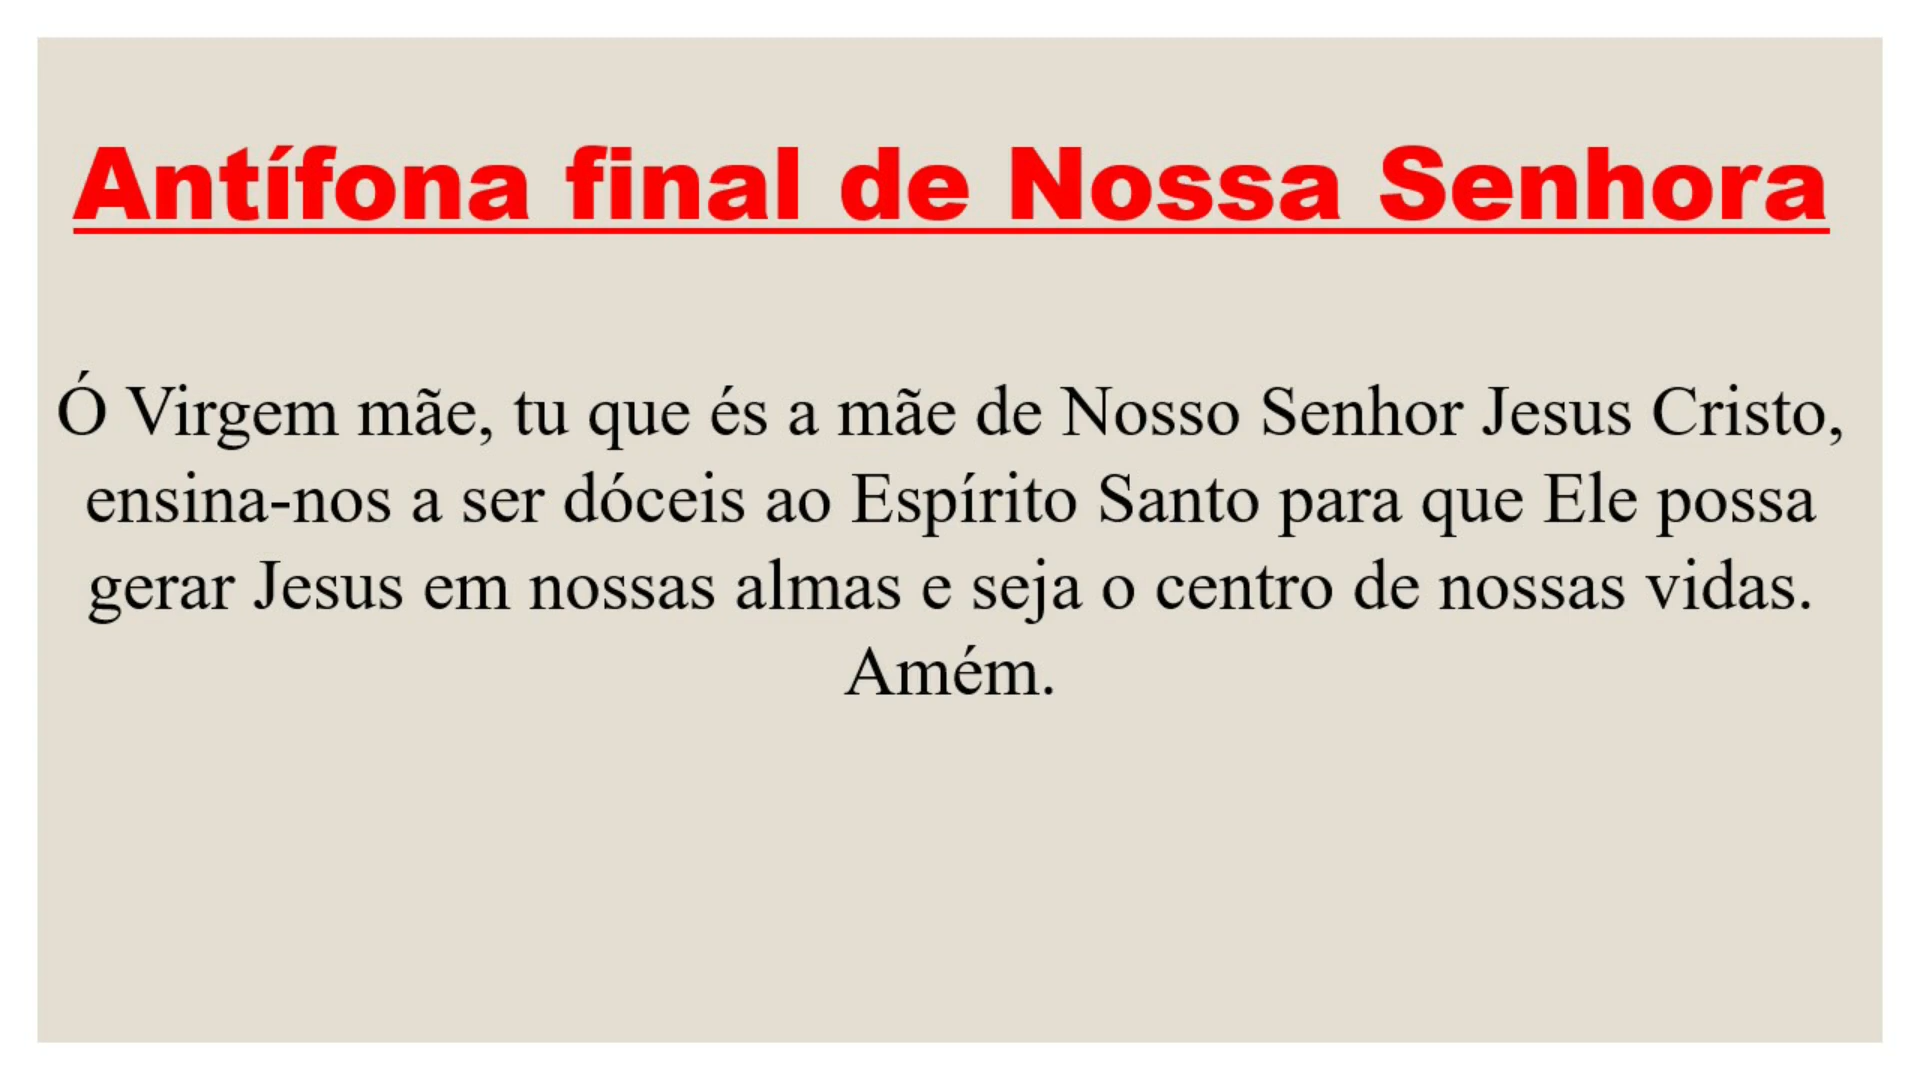 Antífona final de Nossa Senhora
Ó Virgem mãe, tu que és a mãe de Nosso Senhor Jesus Cristo,
ensina-nos a ser dóceis ao Espírito Santo para que Ele possa
gerar Jesus em nossas almas e seja o centro de nossas vidas.
Amém.